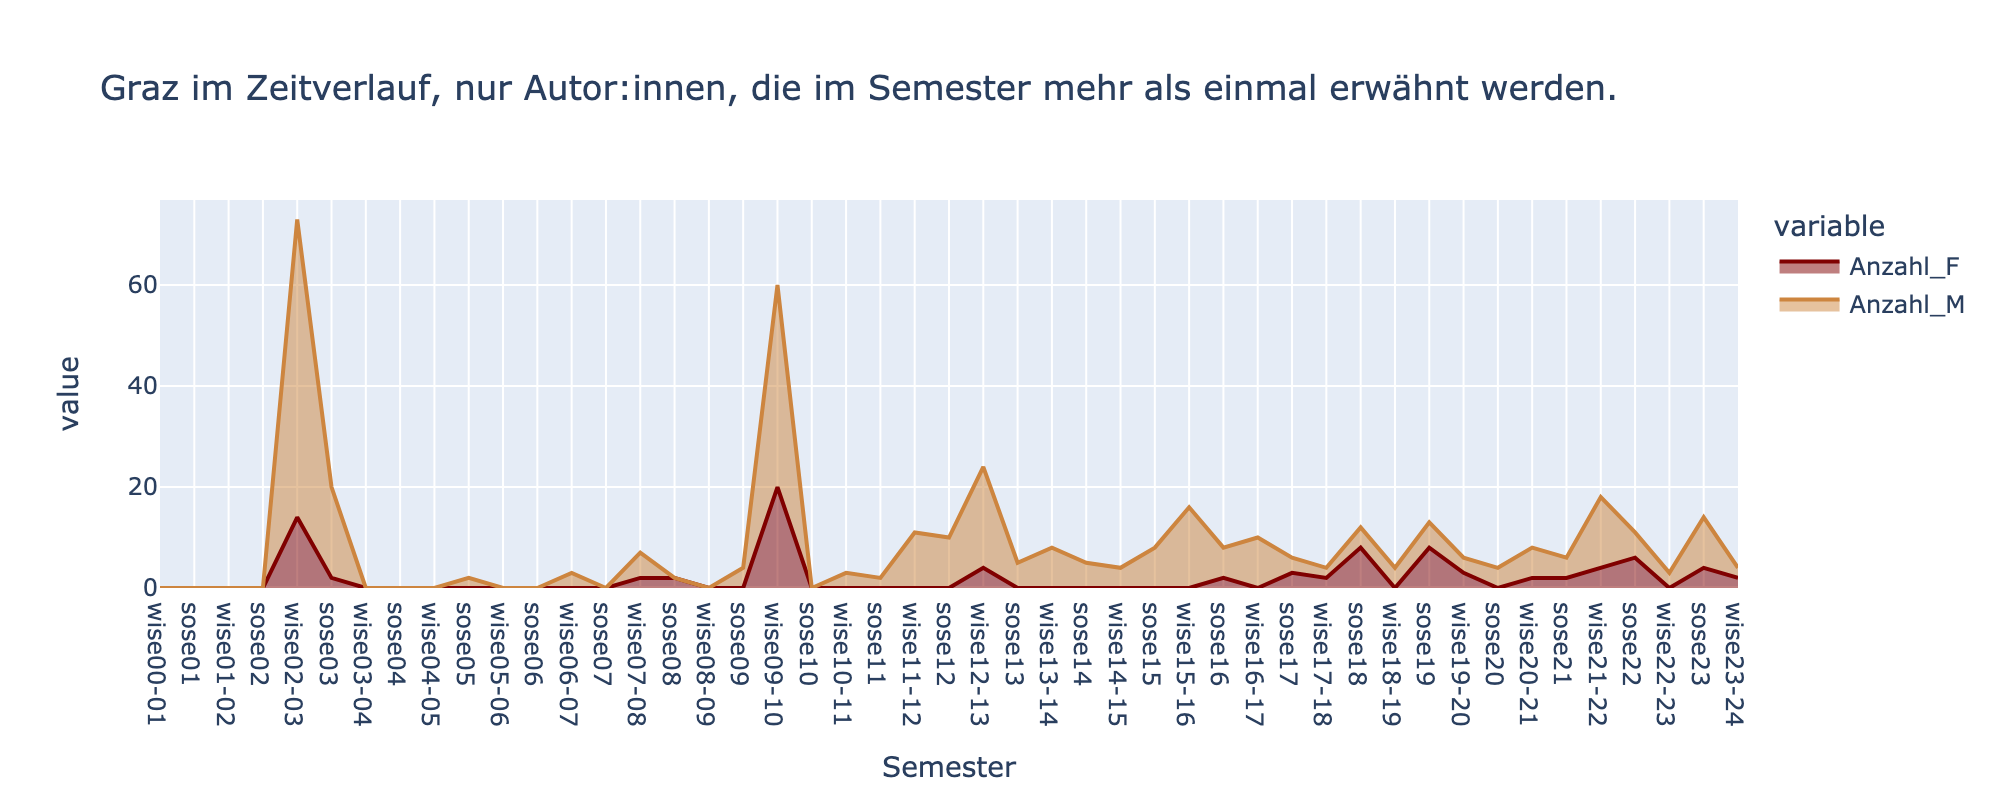 Graz im Zeitverlauf, nur Autor:innen, die im Semester mehr als einmal erwähnt werden.
variable
Anzahl_F
Anzahl_M
value
60
40
20
0
wise00-01
sose01
wise01-02
sose02
wise02-03
sose03
wise03-04
sose04
wise04-05
sose05
wise05-06
sose06
wise06-07
sose07
wise07-08
sose08
wise08-09
sose09
wise09-10
sose10
wise10-11
sose11
wise11-12
sose12
wise12-13
sose13
wise13-14
sose14
wise14-15
sose15
wise15-16
sose16
wise16-17
sose17
wise17-18
sose18
wise18-19
sose19
wise19-20
sose20
wise20-21
sose21
wise21-22
sose22
wise22-23
sose23
wise23-24
Semester